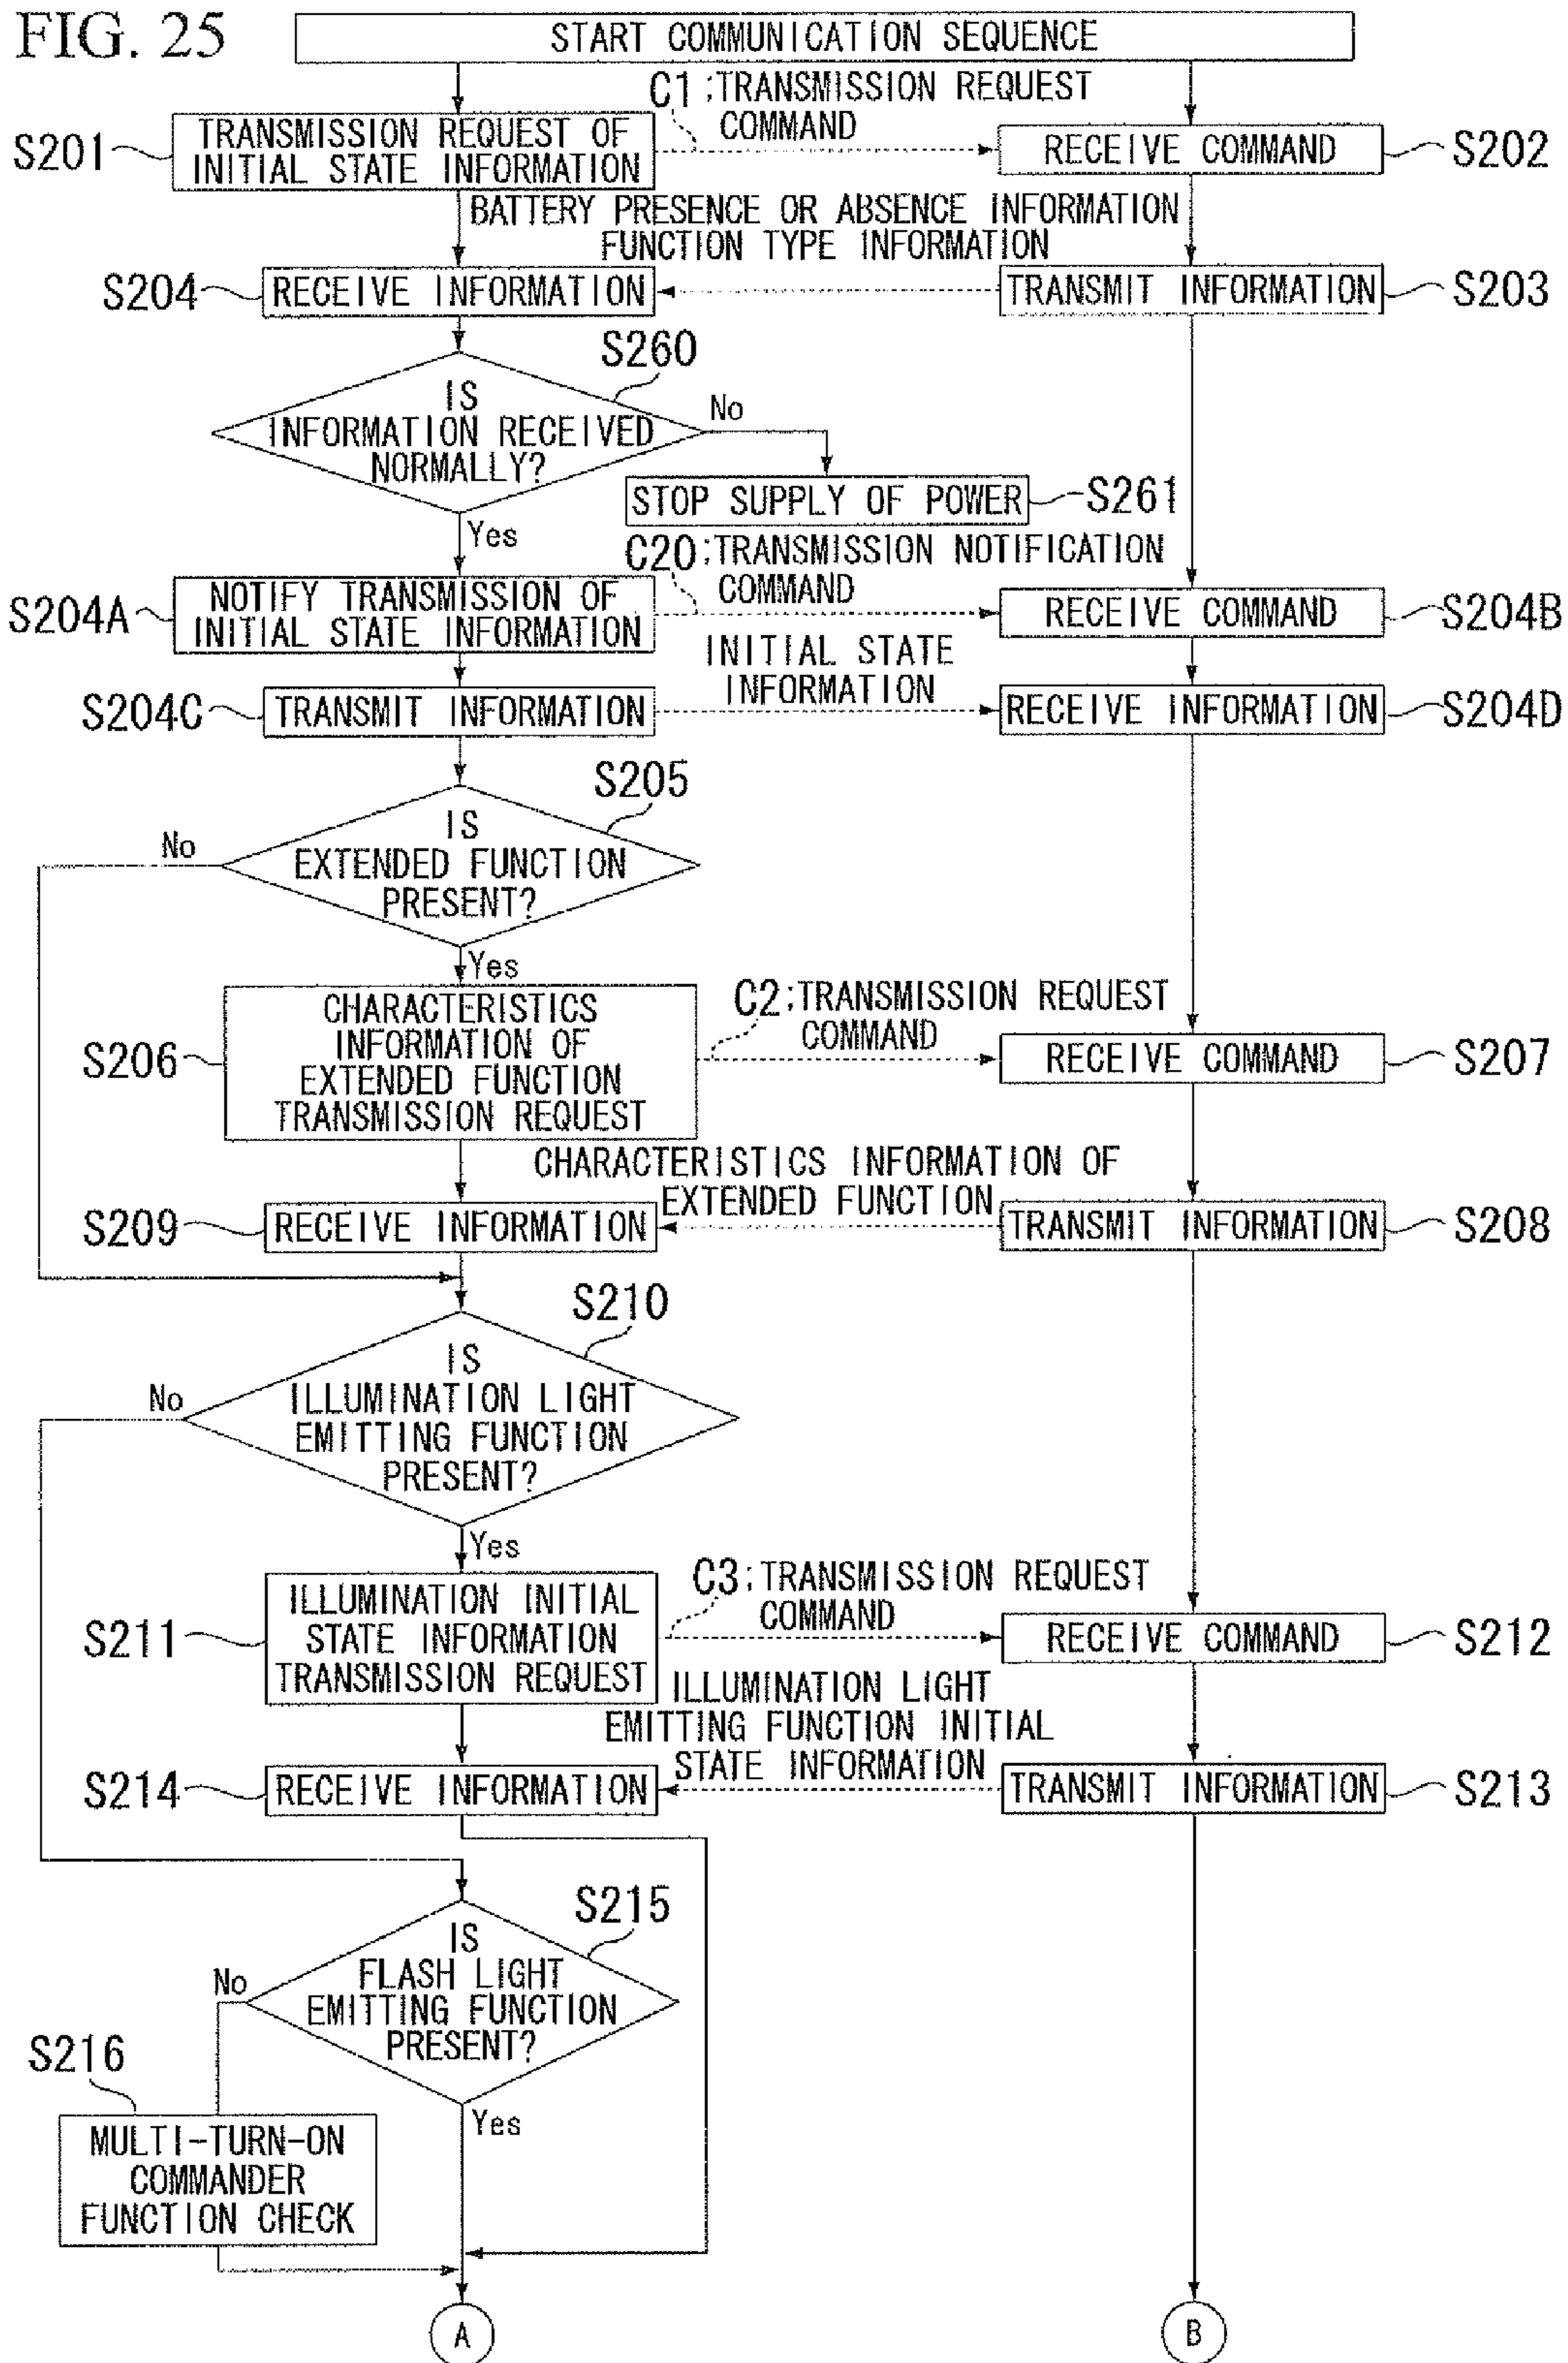 FIG. 25
START COMMUNICATION SEQUENCE
C1;TRANSMISSION REQUEST
COMMAND
S201
TRANSMISSION REQUEST OF
INITIAL STATE INFORMATION
RECEIVE COMMAND
S202
BATTERY PRESENCE OR ABSENCE INFORMATION
FUNCTION TYPE INFORMATION
S204
RECEIVE INFORMATION
TRANSMIT INFORMATION
S203
S260
IS
INFORMATION RECEIVED
NORMALLY?
No
STOP SUPPLY OF POWER
S261
Yes
C20;TRANSMISSION NOTIFICATION
COMMAND
S204A
NOTIFY TRANSMISSION OF
INITIAL STATE INFORMATION
RECEIVE COMMAND
S204B
INITIAL STATE
INFORMATION
S204C
TRANSMIT INFORMATION
RECEIVE INFORMATION
S204D
S205
No
IS
EXTENDED FUNCTION
PRESENT?
Yes
C2;TRANSMISSION REQUEST
COMMAND
S206
CHARACTERISTICS
INFORMATION OF
EXTENDED FUNCTION
TRANSMISSION REQUEST
RECEIVE COMMAND
S207
CHARACTERISTICS INFORMATION OF
EXTENDED FUNCTION
S209
RECEIVE INFORMATION
TRANSMIT INFORMATION
S208
S210
No
IS
ILLUMINATION LIGHT
EMITTING FUNCTION
PRESENT?
Yes
C3;TRANSMISSION REQUEST
COMMAND
S211
ILLUMINATION INITIAL
STATE INFORMATION
TRANSMISSION REQUEST
RECEIVE COMMAND
S212
ILLUMINATION LIGHT
EMITTING FUNCTION INITIAL
STATE INFORMATION
S214
RECEIVE INFORMATION
TRANSMIT INFORMATION
S213
S215
No
IS
FLASH LIGHT
EMITTING FUNCTION
PRESENT?
S216
Yes
MULTI-TURN-ON
COMMANDER
FUNCTION CHECK
A
B